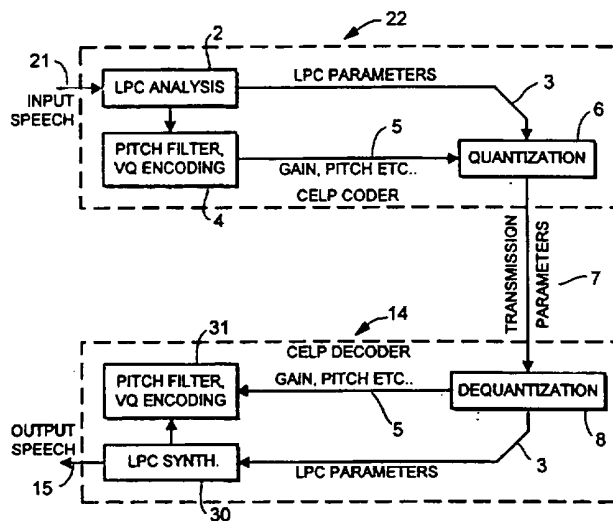 22
2
21
LPC ANALYSIS
LPC PARAMETERS
3
INPUT
SPEECH
6
5
PITCH FILTER,
VQ ENCODING
QUANTIZATION
GAIN, PITCH ETC..
CELP CODER
4
TRANSMISSION
PARAMETERS
7
14
31
CELP DECODER
PITCH FILTER,
VQ ENCODING
GAIN, PITCH ETC..
DEQUANTIZATION
5
8
OUTPUT
SPEECH
LPC SYNTH.
3
LPC PARAMETERS
15
30